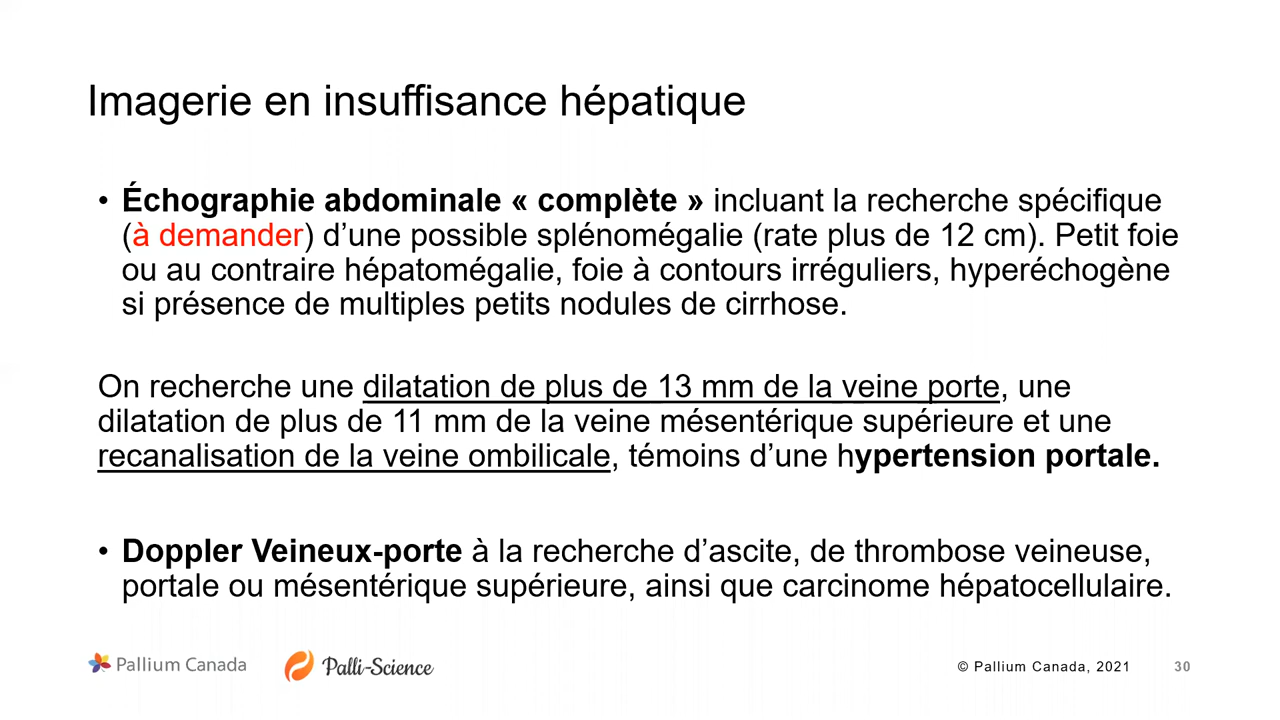 Imagerie en insuffisance hépatique
• Échographie abdominale « complète » incluant la recherche spécifique
(à demander) d’une possible splénomégalie (rate plus de 12 cm). Petit foie
ou au contraire hépatomégalie, foie à contours irréguliers, hyperéchogène
si présence de multiples petits nodules de cirrhose.
On recherche une dilatation de plus de 13 mm de la veine porte, une
dilatation de plus de 11 mm de la veine mésentérique supérieure et une
recanalisation de la veine ombilicale, témoins d’une hypertension portale.
• Doppler Veineux-porte à la recherche d’ascite, de thrombose veineuse,
portale ou mésentérique supérieure, ainsi que carcinome hépatocellulaire.
Pallium Canada
Palli-Science
© Pallium Canada, 2021
30